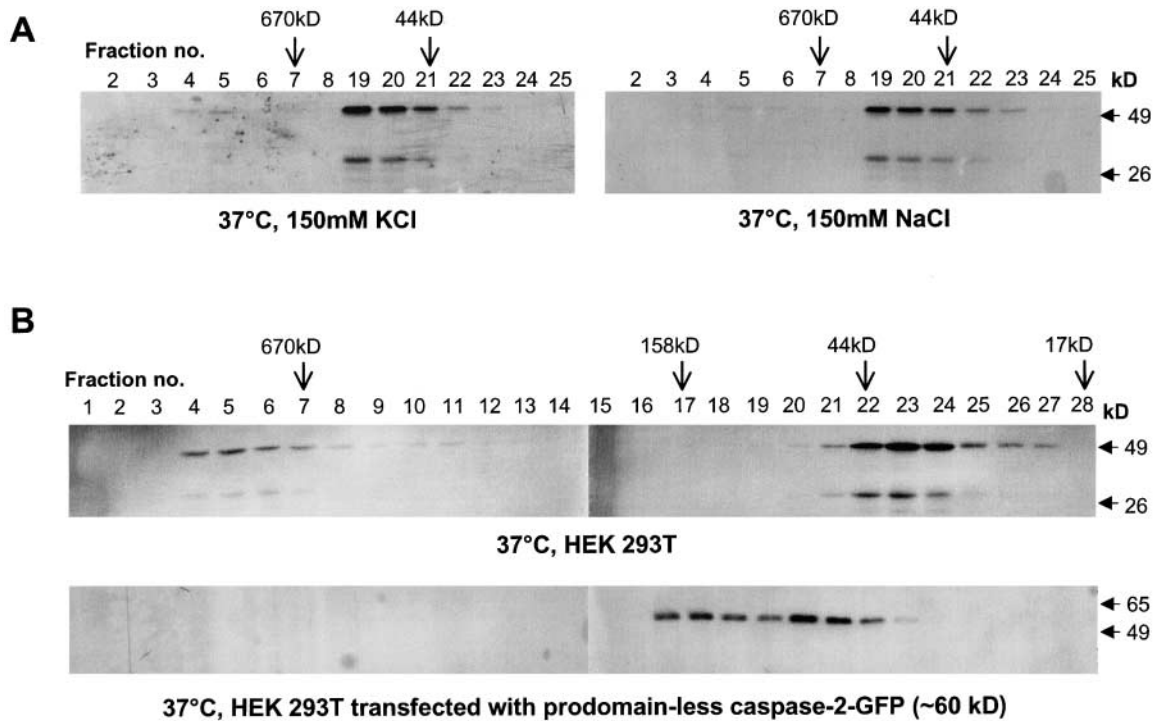 A
670kD 44kD 670kD 44kD
Fraction no.
2 3 4 5 6 7 8 19 20 21 22 23 24 25 2 3 4 5 6 7 8 19 20 21 22 23 24 25 kD
49
26
37°C, 150mM KCl 37°C, 150mM NaCl
B
670kD 158kD 44kD 17kD
Fraction no.
1 2 3 4 5 6 7 8 9 10 11 12 13 14 15 16 17 18 19 20 21 22 23 24 25 26 27 28 kD
49
26
37°C, HEK 293T
65
49
37°C, HEK 293T transfected with prodomain-less caspase-2-GFP (~60 kD)